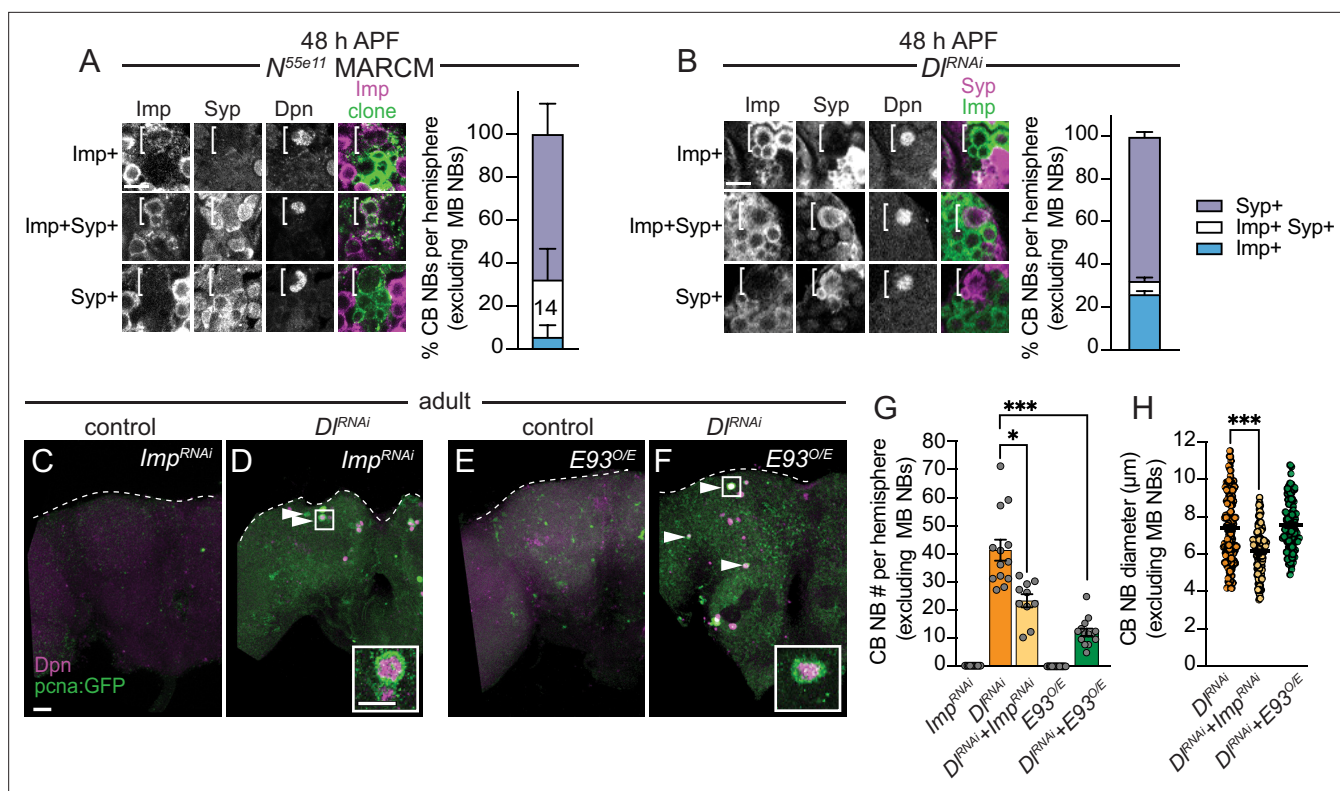 A
48 h APF
N55e11 MARCM
Imp Syp Dpn Imp clone
Imp+
Imp+Syp+
Syp+
% CB NBs per hemisphere
(excluding MB NBs)
100
80
60
40
20
0
14
B
48 h APF
DlRNAi
Imp Syp Dpn Syp Imp
Imp+
Imp+Syp+
Syp+
% CB NBs per hemisphere
(excluding MB NBs)
100
80
60
40
20
0
Syp+
Imp+ Syp+
Imp+
adult
control DlRNAi control DlRNAi
C ImpRNAi
D ImpRNAi
E E93O/E
F E93O/E
Dpn
pcna:GFP
G
CB NB # per hemisphere
(excluding MB NBs)
80
70
60
50
40
30
20
10
0
***
*
ImpRNAi
DlRNAi
DlRNAi+ImpRNAi
E93O/E
DlRNAi+E93O/E
H
CB NB diameter (µm)
(excluding MB NBs)
12
10
8
6
4
2
0
***
DlRNAi
DlRNAi+ImpRNAi
DlRNAi+E93O/E